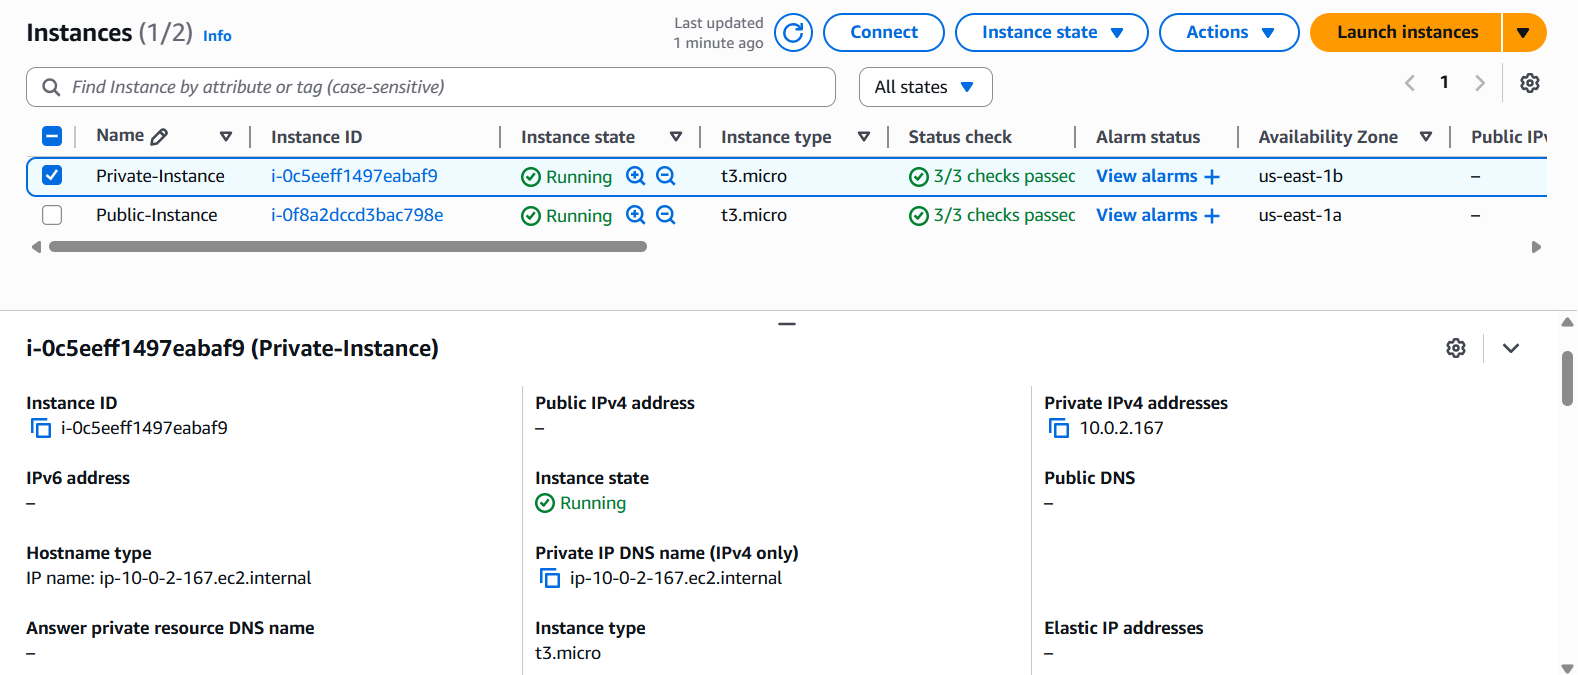 Instances (1/2) Info
Last updated
1 minute ago
Connect
Instance state
Actions
Launch instances
Find Instance by attribute or tag (case-sensitive)
All states
1
Name Instance ID Instance state Instance type Status check Alarm status Availability Zone Public IPv
Private-Instance i-0c5eeff1497eabaf9 Running t3.micro 3/3 checks passec View alarms + us-east-1b –
Public-Instance i-0f8a2dccd3bac798e Running t3.micro 3/3 checks passec View alarms + us-east-1a –
i-0c5eeff1497eabaf9 (Private-Instance)
Instance ID
i-0c5eeff1497eabaf9
Public IPv4 address
–
Private IPv4 addresses
10.0.2.167
IPv6 address
–
Instance state
Running
Public DNS
–
Hostname type
IP name: ip-10-0-2-167.ec2.internal
Private IP DNS name (IPv4 only)
ip-10-0-2-167.ec2.internal
Answer private resource DNS name
–
Instance type
t3.micro
Elastic IP addresses
–